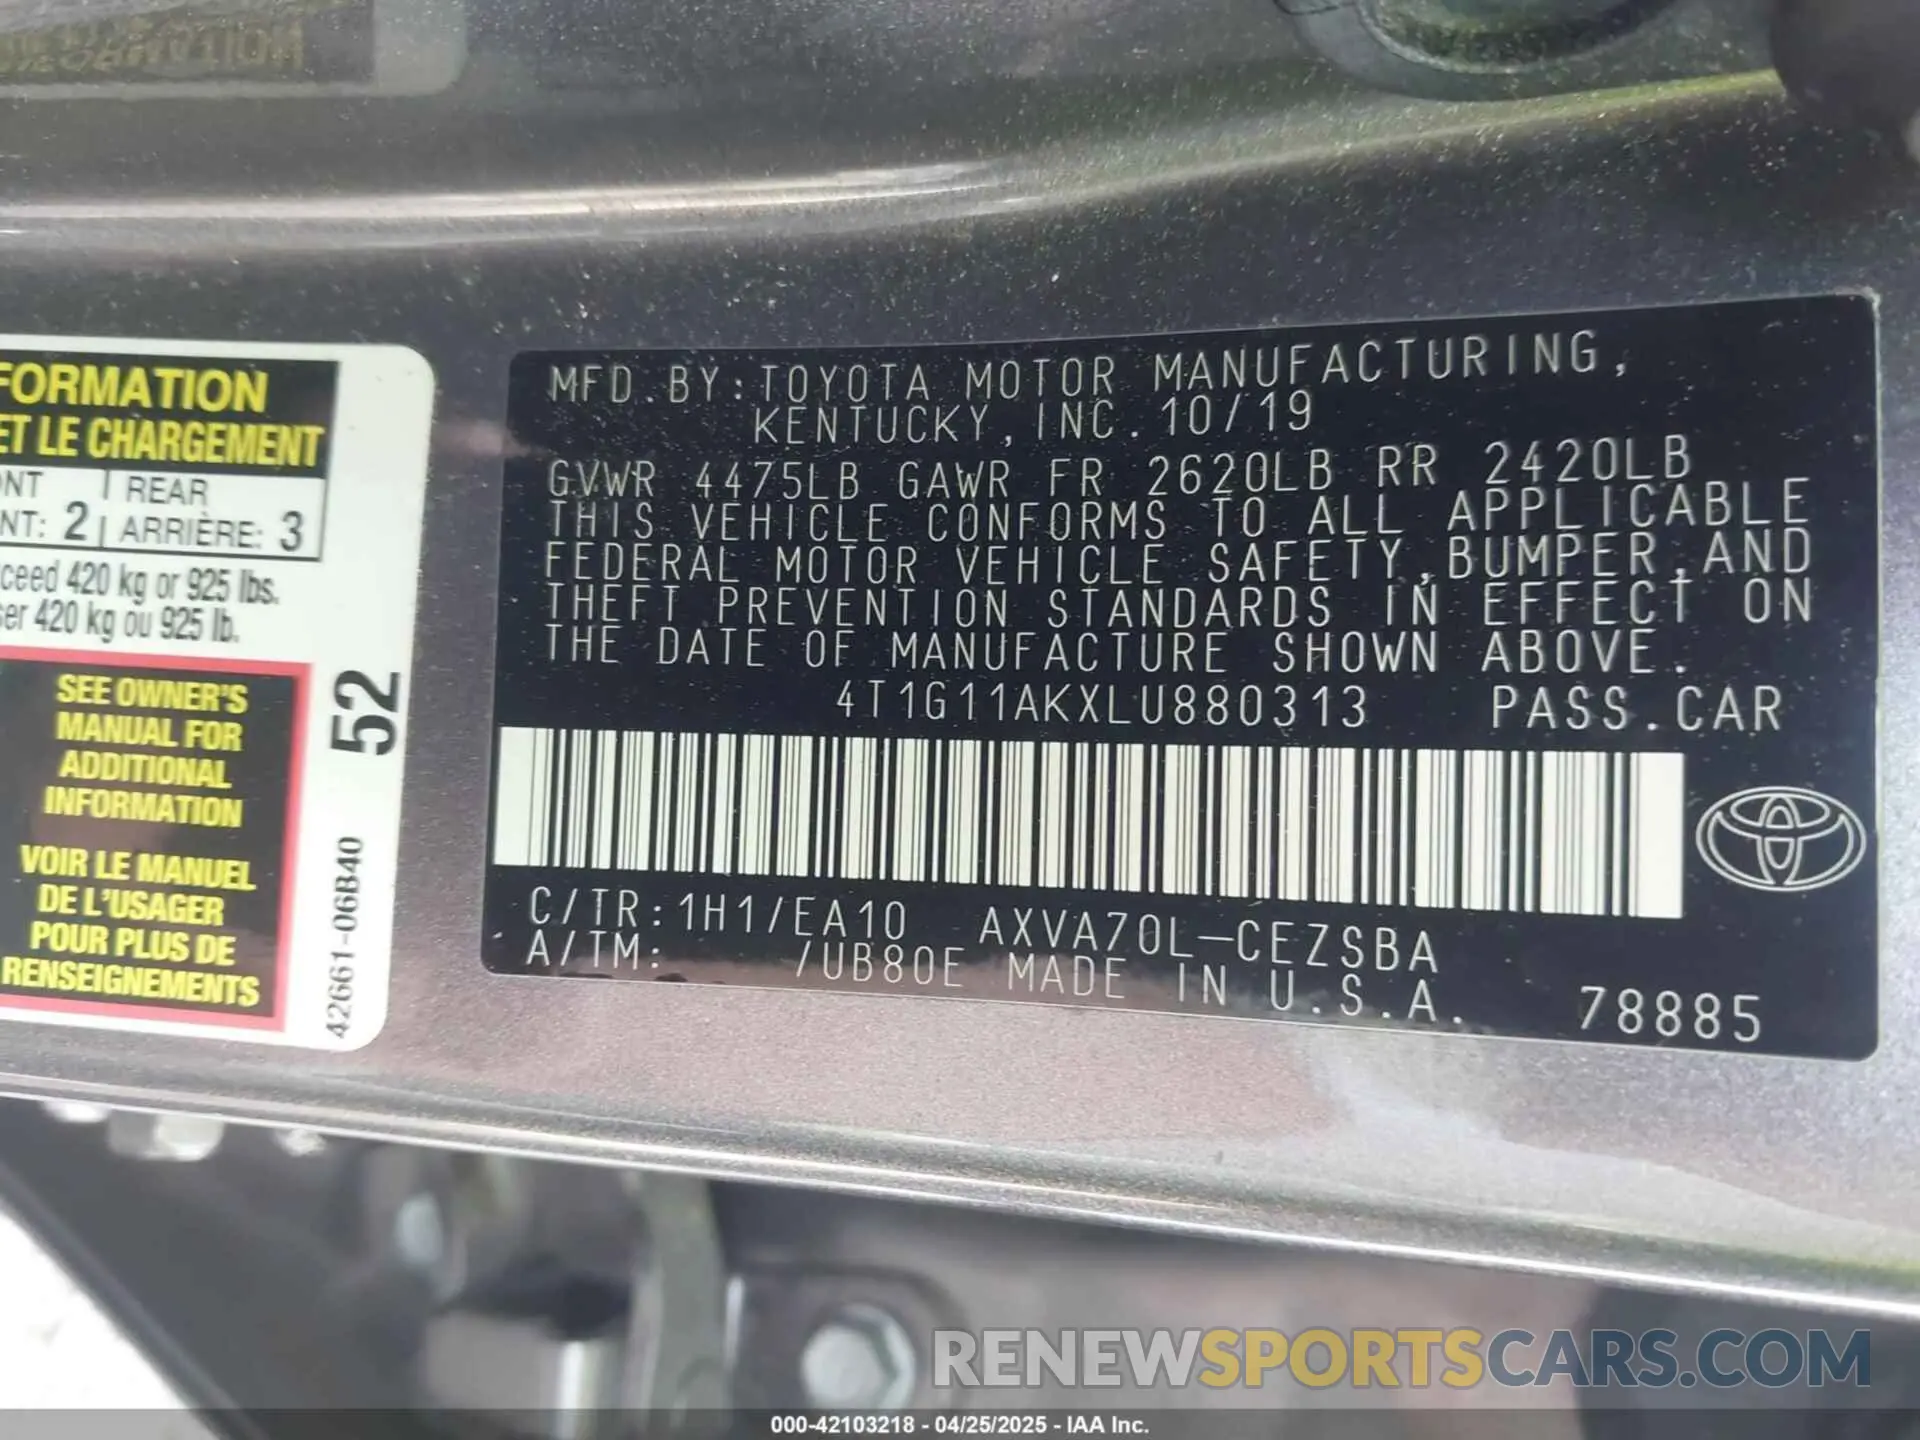 FORMATION
ET LE CHARGEMENT
REAR
NT: 2 ARRIÈRE: 3
420 kg or 925 lbs.
420 kg ou 925 lb.
SEE OWNER'S
MANUAL FOR
ADDITIONAL
INFORMATION
VOIR LE MANUEL
DE L'USAGER
POUR PLUS DE
RENSEIGNEMENTS
52
42661-06B40
MFD.BY:TOYOTA MOTOR MANUFACTURING,
KENTUCKY,INC.10/19
GVWR 4475LB GAWR FR 2620LB RR 2420LB
THIS VEHICLE CONFORMS TO ALL APPLICABLE
FEDERAL MOTOR VEHICLE SAFETY,BUMPER,AND
THEFT PREVENTION STANDARDS IN EFFECT ON
THE DATE OF MANUFACTURE SHOWN ABOVE.
4T1G11AKXLU880313 PASS.CAR
C/TR:1H1/EA10 AXVA70L-CEZSBA
A/TM: /UB80E MADE IN U.S.A.
78885
RENEWSPORTSCARS.COM
000-42103218 - 04/25/2025 - IAA Inc.